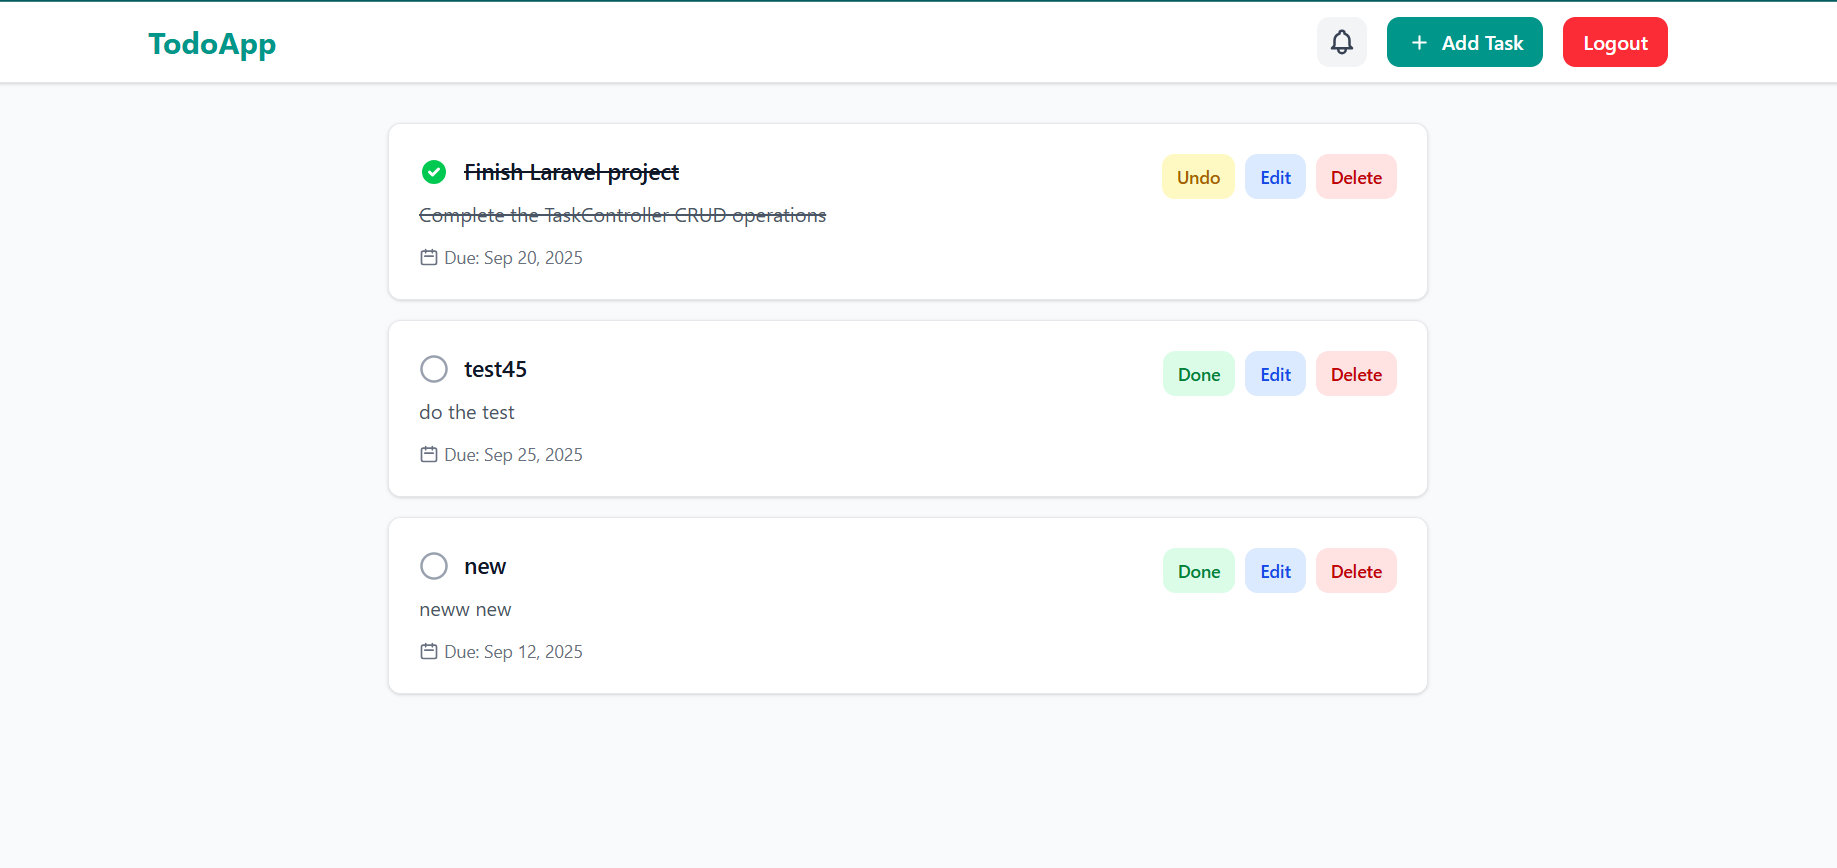 TodoApp
+ Add Task
Logout
Finish Laravel project
Undo
Edit
Delete
Complete the TaskController CRUD operations
Due: Sep 20, 2025
test45
Done
Edit
Delete
do the test
Due: Sep 25, 2025
new
Done
Edit
Delete
neww new
Due: Sep 12, 2025